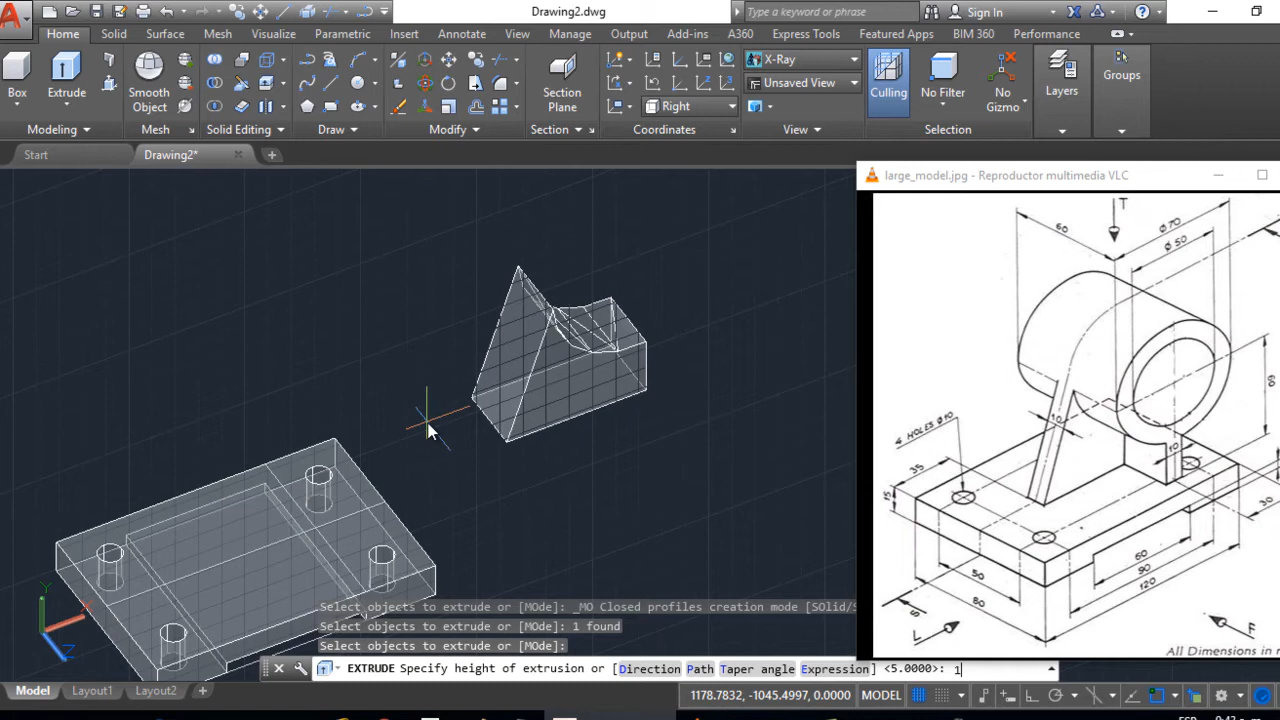 Drawing2.dwg
Type a keyword or phrase
Sign In
Home Solid Surface Mesh Visualize Parametric Insert Annotate View Manage Output Add-ins A360 Express Tools Featured Apps BIM 360 Performance
X-Ray
Unsaved View
Right
Box
Extrude
Smooth Object
Section Plane
Culling
No Filter
No Gizmo
Layers
Groups
Modeling
Mesh
Solid Editing
Draw
Modify
Section
Coordinates
View
Selection
Start
Drawing2*
large_model.jpg - Reproductor multimedia VLC
T
60
Ø 70
Ø 50
10
4 HOLES Ø10
35
15
10
60
30
50
80
60
90
120
S
L
F
All Dimensions in
Y
X
Z
Select objects to extrude or [MOde]: _MO Closed profiles creation mode [SOlid/S
Select objects to extrude or [MOde]: 1 found
Select objects to extrude or [MOde]:
EXTRUDE Specify height of extrusion or [Direction Path Taper angle Expression] <5.0000>: 1
Model Layout1 Layout2
1178.7832, -1045.4997, 0.0000
MODEL